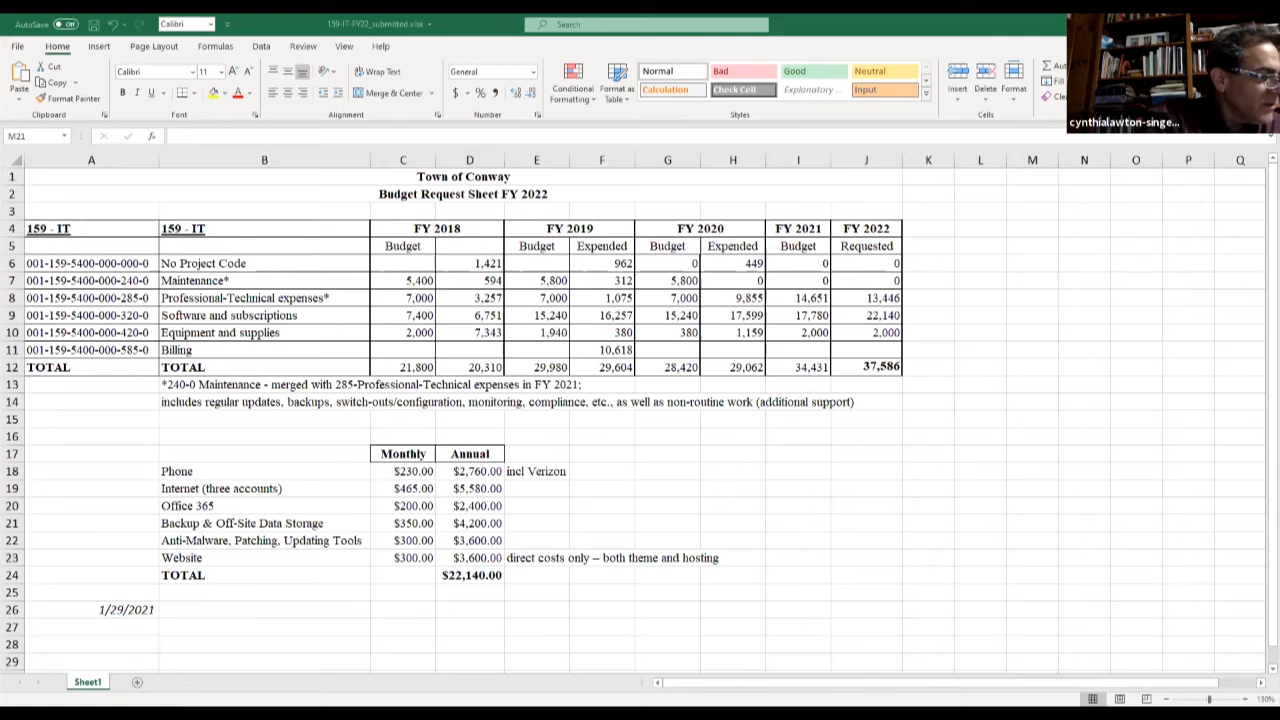 AutoSave Off Calibri 159-IT-FY22_submitted.xlsx Search
File Home Insert Page Layout Formulas Data Review View Help
Paste Cut Copy Format Painter Calibri 11 B I U Wrap Text Merge & Center General $ % Conditional Formatting Format as Table Normal Bad Good Neutral Calculation Check Cell Explanatory ... Input Insert Delete Format
Clipboard Font Alignment Number Styles Cells
cynthialawton-singe...
M21 fx
A B C D E F G H I J K L M N O P Q
1 Town of Conway
2 Budget Request Sheet FY 2022
3
4 159 - IT 159 - IT FY 2018 FY 2019 FY 2020 FY 2021 FY 2022
5 Budget Budget Expended Budget Expended Budget Requested
6 001-159-5400-000-000-0 No Project Code 1,421 962 0 449 0 0
7 001-159-5400-000-240-0 Maintenance* 5,400 594 5,800 312 5,800 0 0 0
8 001-159-5400-000-285-0 Professional-Technical expenses* 7,000 3,257 7,000 1,075 7,000 9,855 14,651 13,446
9 001-159-5400-000-320-0 Software and subscriptions 7,400 6,751 15,240 16,257 15,240 17,599 17,780 22,140
10 001-159-5400-000-420-0 Equipment and supplies 2,000 7,343 1,940 380 380 1,159 2,000 2,000
11 001-159-5400-000-585-0 Billing 10,618
12 TOTAL TOTAL 21,800 20,310 29,980 29,604 28,420 29,062 34,431 37,586
13 *240-0 Maintenance - merged with 285-Professional-Technical expenses in FY 2021;
14 includes regular updates, backups, switch-outs/configuration, monitoring, compliance, etc., as well as non-routine work (additional support)
15
16
17 Monthly Annual
18 Phone $230.00 $2,760.00 incl Verizon
19 Internet (three accounts) $465.00 $5,580.00
20 Office 365 $200.00 $2,400.00
21 Backup & Off-Site Data Storage $350.00 $4,200.00
22 Anti-Malware, Patching, Updating Tools $300.00 $3,600.00
23 Website $300.00 $3,600.00 direct costs only – both theme and hosting
24 TOTAL $22,140.00
25
26 1/29/2021
27
28
29
Sheet1
130%